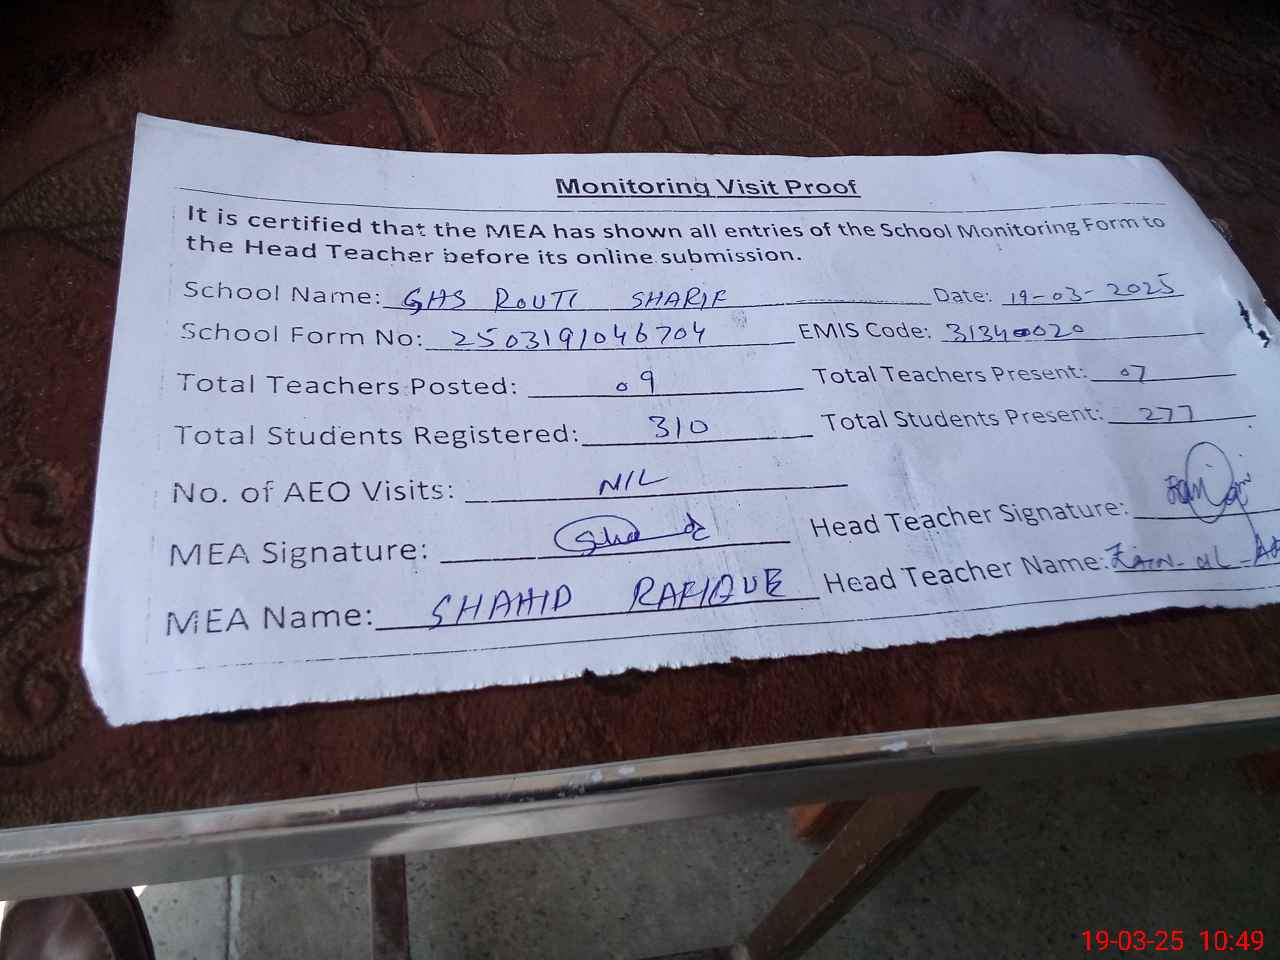 Monitoring Visit Proof
It is certified that the MEA has shown all entries of the School Monitoring Form to
the Head Teacher before its online submission.
School Name: GHS ROUTI SHARIF Date: 19-03-2025
School Form No: 2503191046704 EMIS Code: 31340020
Total Teachers Posted: 09 Total Teachers Present: 07
Total Students Registered: 310 Total Students Present: 277
No. of AEO Visits: NIL
MEA Signature: Head Teacher Signature:
MEA Name: SHAHID RAFIQUE Head Teacher Name:
19-03-25 10:49